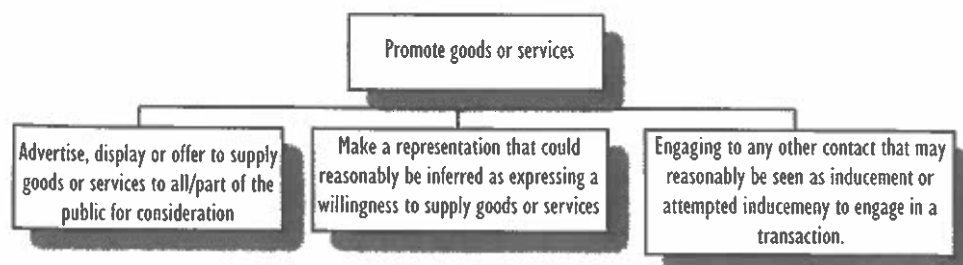 Promote goods or services
Advertise, display or offer to supply
goods or services to all/part of the
public for consideration
Make a representation that could
reasonably be inferred as expressing a
willingness to supply goods or services
Engaging to any other contact that may
reasonably be seen as inducement or
attempted inducemeny to engage in a
transaction.